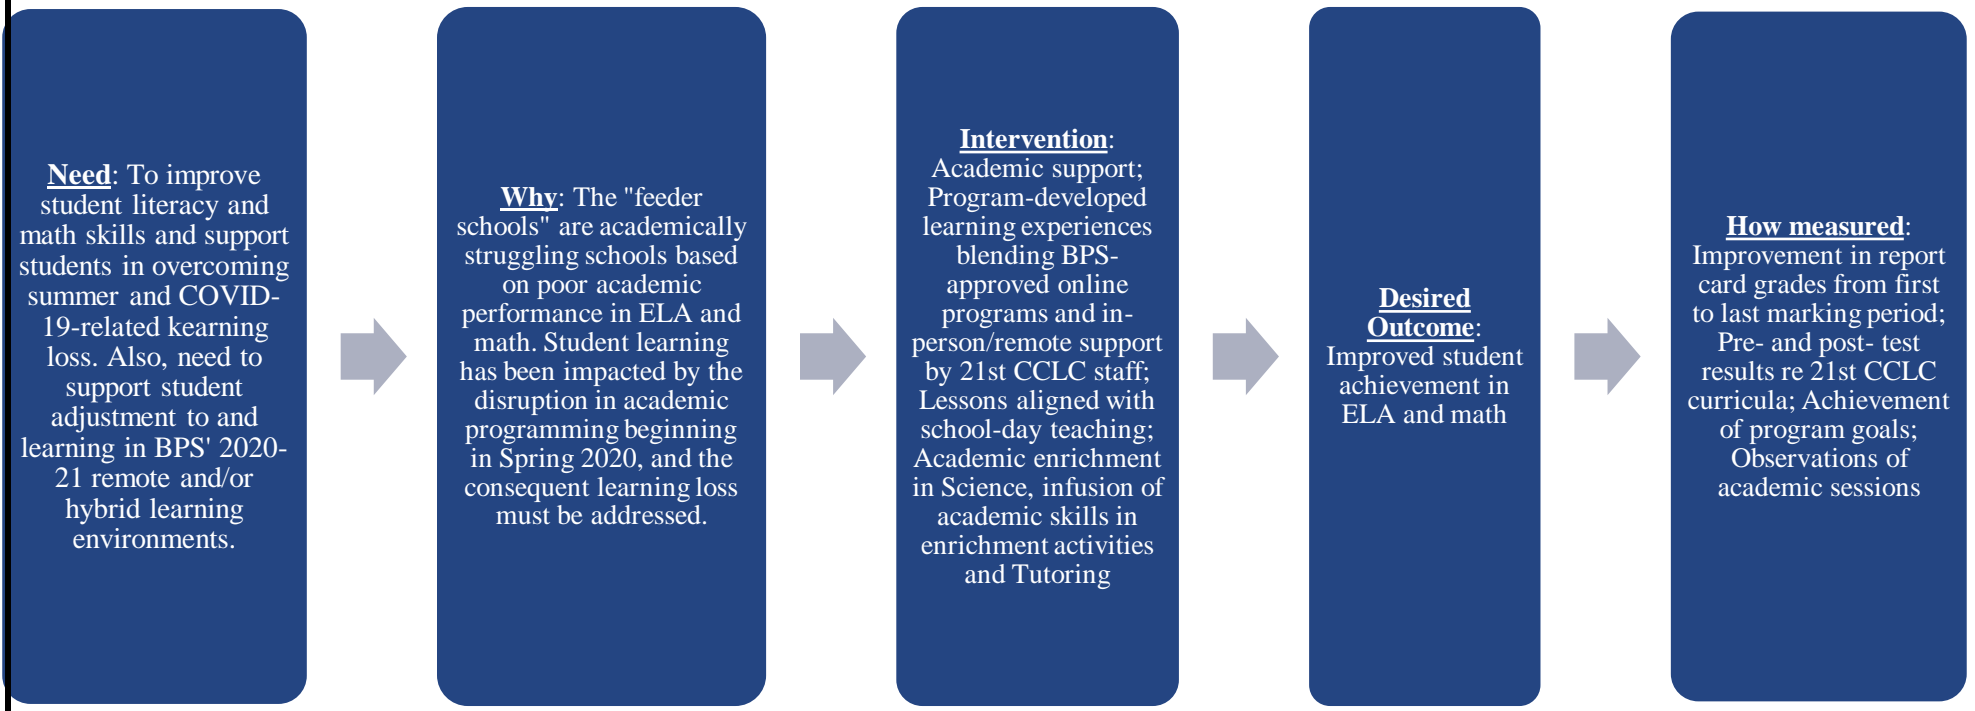 Need: To improve
student literacy and
math skills and support
students in overcoming
summer and COVID-
19-related kearning
loss. Also, need to
support student
adjustment to and
learning in BPS' 2020-
21 remote and/or
hybrid learning
environments.
Why: The "feeder
schools" are academically
struggling schools based
on poor academic
performance in ELA and
math. Student learning
has been impacted by the
disruption in academic
programming beginning
in Spring 2020, and the
consequent learning loss
must be addressed.
Intervention:
Academic support;
Program-developed
learning experiences
blending BPS-
approved online
programs and in-
person/remote support
by 21st CCLC staff;
Lessons aligned with
school-day teaching;
Academic enrichment
in Science, infusion of
academic skills in
enrichment activities
and Tutoring
Desired
Outcome:
Improved student
achievement in
ELA and math
How measured:
Improvement in report
card grades from first
to last marking period;
Pre- and post- test
results re 21st CCLC
curricula; Achievement
of program goals;
Observations of
academic sessions